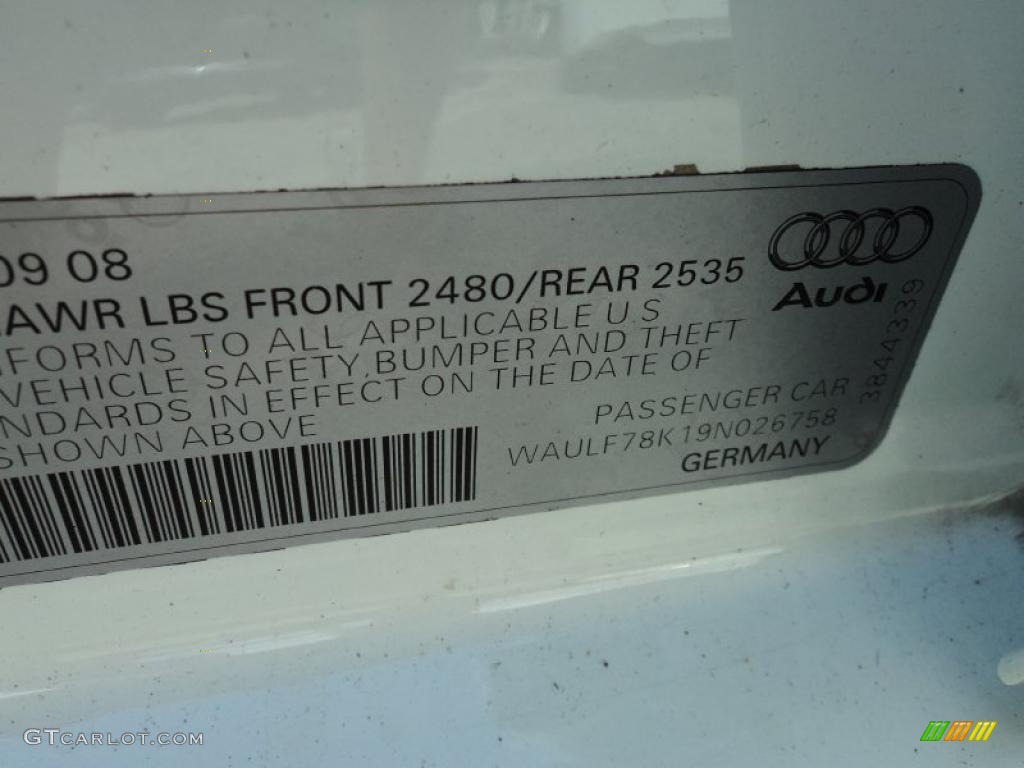 09 08
AWR LBS FRONT 2480/REAR 2535
FORMS TO ALL APPLICABLE U.S
VEHICLE SAFETY, BUMPER AND THEFT
NDARDS IN EFFECT ON THE DATE OF
SHOWN ABOVE
Audi
3844339
PASSENGER CAR
WAULF78K19N026758
GERMANY
GTCARLOT.COM